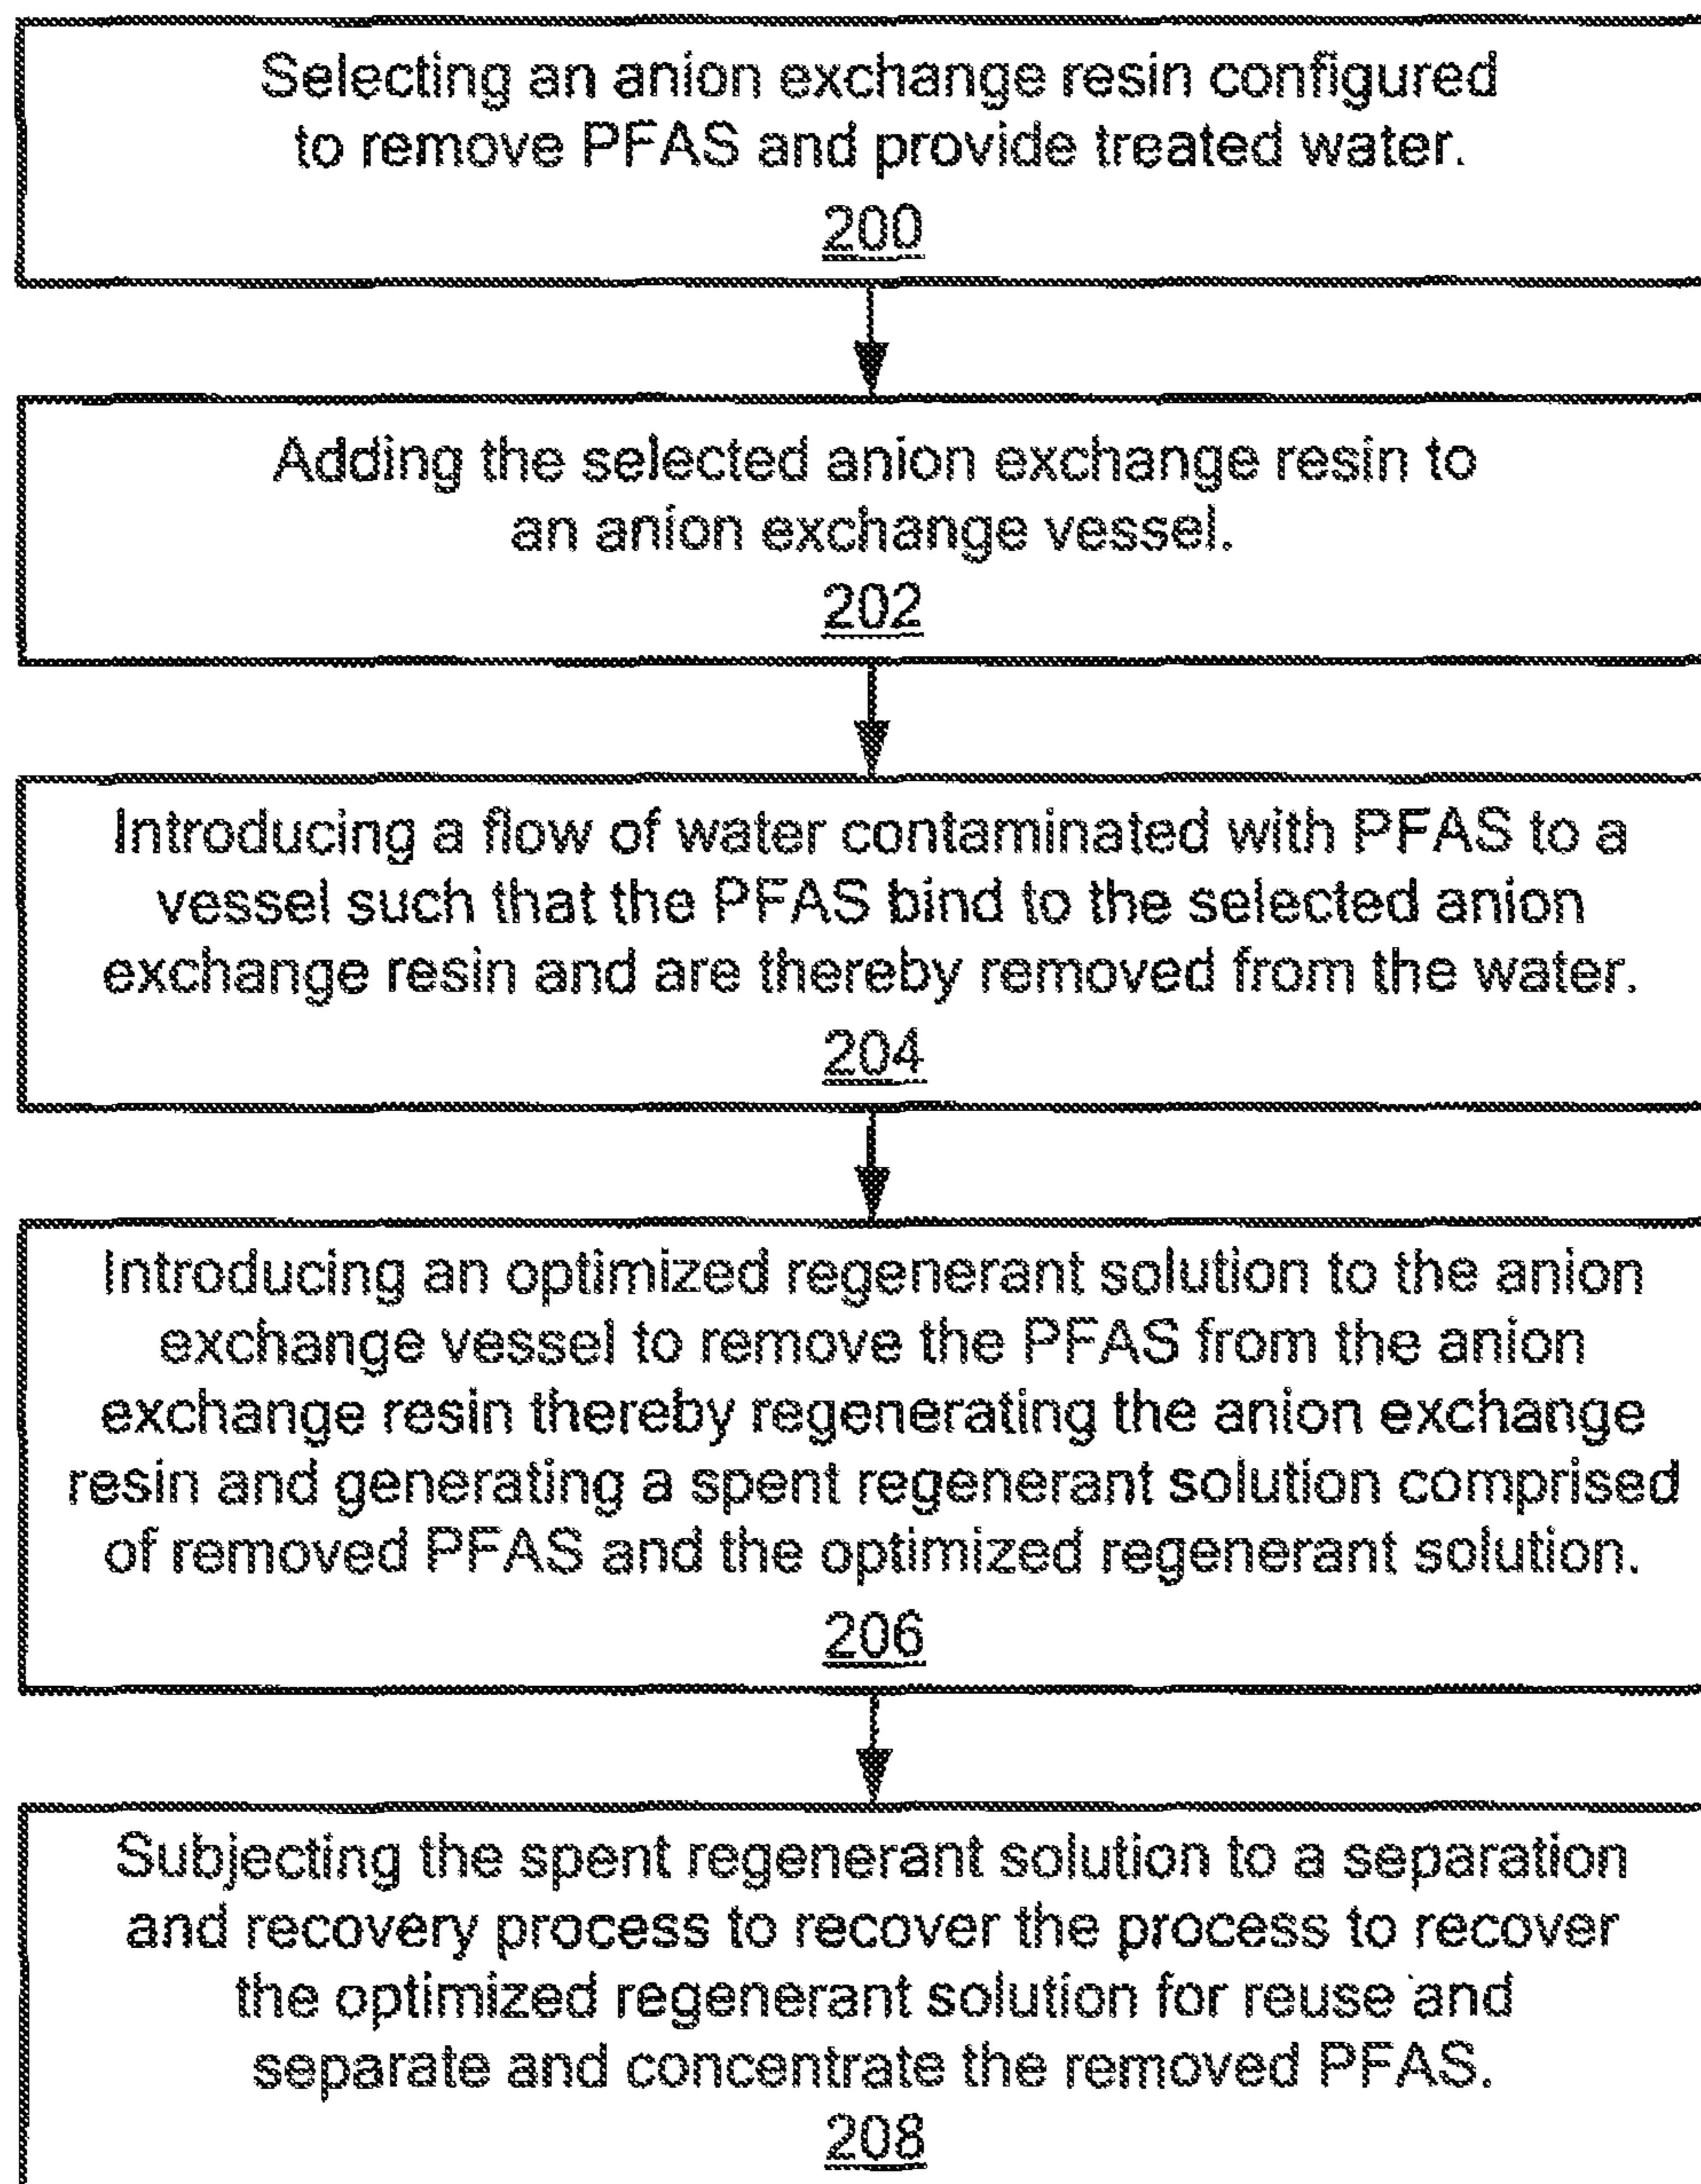 Selecting an anion exchange resin configured
to remove PFAS and provide treated water.
200
Adding the selected anion exchange resin to
an anion exchange vessel.
202
Introducing a flow of water contaminated with PFAS to a
vessel such that the PFAS bind to the selected anion
exchange resin and are thereby removed from the water.
204
Introducing an optimized regenerant solution to the anion
exchange vessel to remove the PFAS from the anion
exchange resin thereby regenerating the anion exchange
resin and generating a spent regenerant solution comprised
of removed PFAS and the optimized regenerant solution.
206
Subjecting the spent regenerant solution to a separation
and recovery process to recover the process to recover
the optimized regenerant solution for reuse and
separate and concentrate the removed PFAS.
208